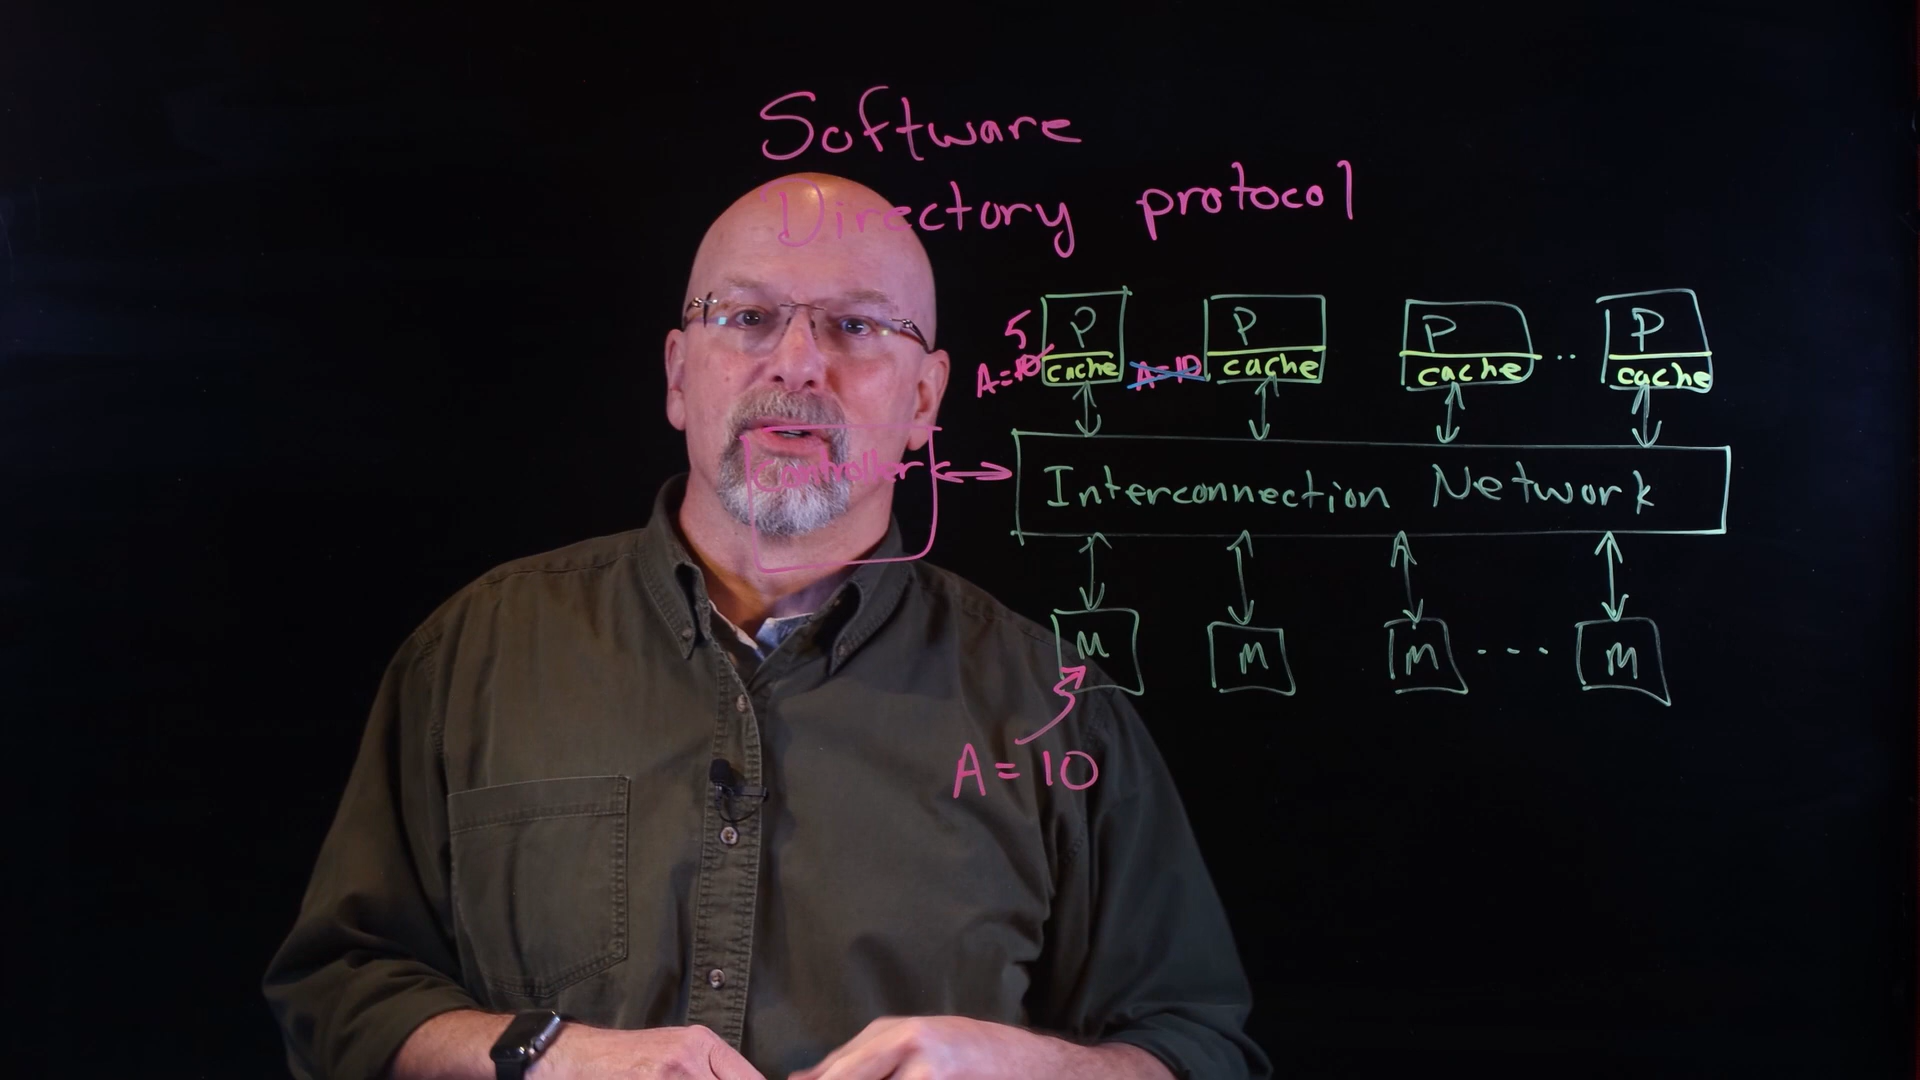 Software
Directory protocol
P P P P
5
A=10 cache A=10 cache cache .. cache
Controller
Interconnection Network
M M M --- M
A=10